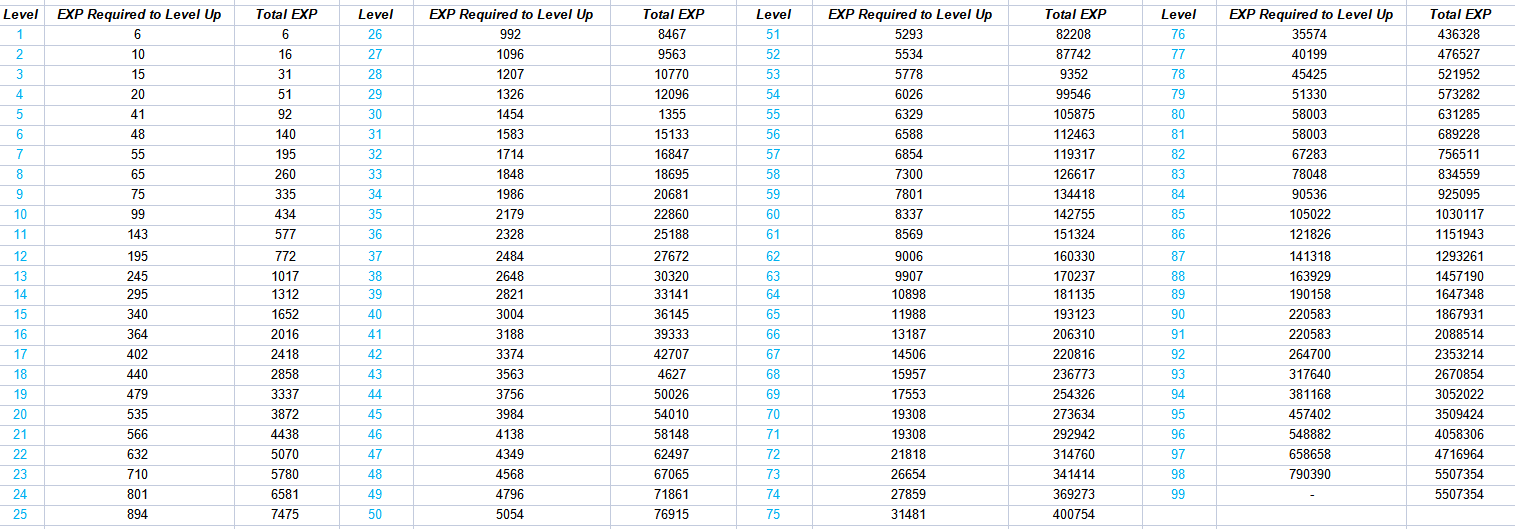 Level EXP Required to Level Up Total EXP Level EXP Required to Level Up Total EXP Level EXP Required to Level Up Total EXP Level EXP Required to Level Up Total EXP
1 6 6 26 992 8467 51 5293 82208 76 35574 436328
2 10 16 27 1096 9563 52 5534 87742 77 40199 476527
3 15 31 28 1207 10770 53 5778 9352 78 45425 521952
4 20 51 29 1326 12096 54 6026 99546 79 51330 573282
5 41 92 30 1454 1355 55 6329 105875 80 58003 631285
6 48 140 31 1583 15133 56 6588 112463 81 58003 689228
7 55 195 32 1714 16847 57 6854 119317 82 67283 756511
8 65 260 33 1848 18695 58 7300 126617 83 78048 834559
9 75 335 34 1986 20681 59 7801 134418 84 90536 925095
10 99 434 35 2179 22860 60 8337 142755 85 105022 1030117
11 143 577 36 2328 25188 61 8569 151324 86 121826 1151943
12 195 772 37 2484 27672 62 9006 160330 87 141318 1293261
13 245 1017 38 2648 30320 63 9907 170237 88 163929 1457190
14 295 1312 39 2821 33141 64 10898 181135 89 190158 1647348
15 340 1652 40 3004 36145 65 11988 193123 90 220583 1867931
16 364 2016 41 3188 39333 66 13187 206310 91 220583 2088514
17 402 2418 42 3374 42707 67 14506 220816 92 264700 2353214
18 440 2858 43 3563 4627 68 15957 236773 93 317640 2670854
19 479 3337 44 3756 50026 69 17553 254326 94 381168 3052022
20 535 3872 45 3984 54010 70 19308 273634 95 457402 3509424
21 566 4438 46 4138 58148 71 19308 292942 96 548882 4058306
22 632 5070 47 4349 62497 72 21818 314760 97 658658 4716964
23 710 5780 48 4568 67065 73 26654 341414 98 790390 5507354
24 801 6581 49 4796 71861 74 27859 369273 99 - 5507354
25 894 7475 50 5054 76915 75 31481 400754